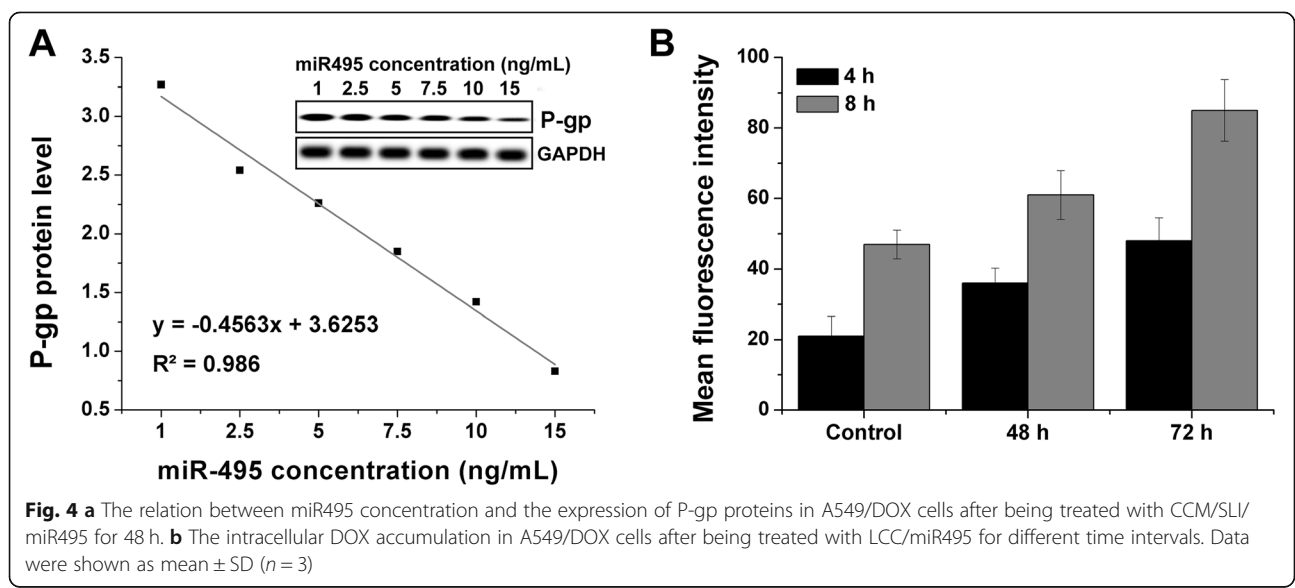 A
P-gp protein level
3.5
3.0
2.5
2.0
1.5
1.0
0.5
miR495 concentration (ng/mL)
1 2.5 5 7.5 10 15
P-gp
GAPDH
y = -0.4563x + 3.6253
R² = 0.986
1 2.5 5 7.5 10 15
miR-495 concentration (ng/mL)
B
Mean fluorescence intensity
100
80
60
40
20
0
4 h
8 h
Control 48 h 72 h
Fig. 4 a The relation between miR495 concentration and the expression of P-gp proteins in A549/DOX cells after being treated with CCM/SLI/
miR495 for 48 h. b The intracellular DOX accumulation in A549/DOX cells after being treated with LCC/miR495 for different time intervals. Data
were shown as mean ± SD (n = 3)